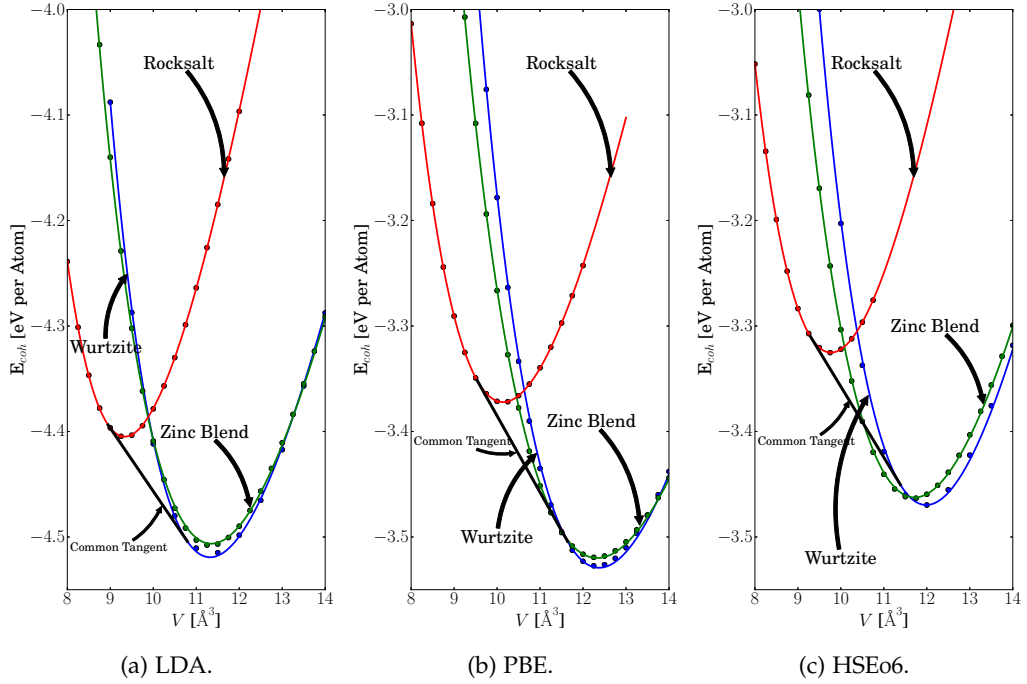 −4.0
−4.1
−4.2
−4.3
−4.4
−4.5
E_coh [eV per Atom]
Rocksalt
Wurtzite
Zinc Blend
Common Tangent
8 9 10 11 12 13 14
V [Å³]
(a) LDA.
−3.0
−3.1
−3.2
−3.3
−3.4
−3.5
E_coh [eV per Atom]
Rocksalt
Common Tangent
Zinc Blend
Wurtzite
8 9 10 11 12 13 14
V [Å³]
(b) PBE.
−3.0
−3.1
−3.2
−3.3
−3.4
−3.5
E_coh [eV per Atom]
Rocksalt
Zinc Blend
Common Tangent
Wurtzite
8 9 10 11 12 13 14
V [Å³]
(c) HSE06.